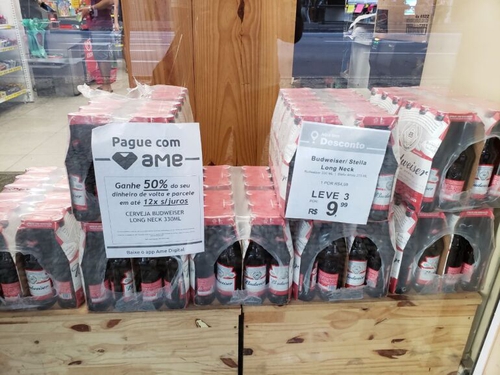 Pague com
ame
Ganhe 50% do seu
dinheiro de volta e parcele
em até 12x s/juros
CERVEJA BUDWEISER
LONG NECK 330ML
Baixe o app Ame Digital
Desconto
Budweiser/ Stella
Long Neck
LEVE 3
R$ 9,99
Budweiser